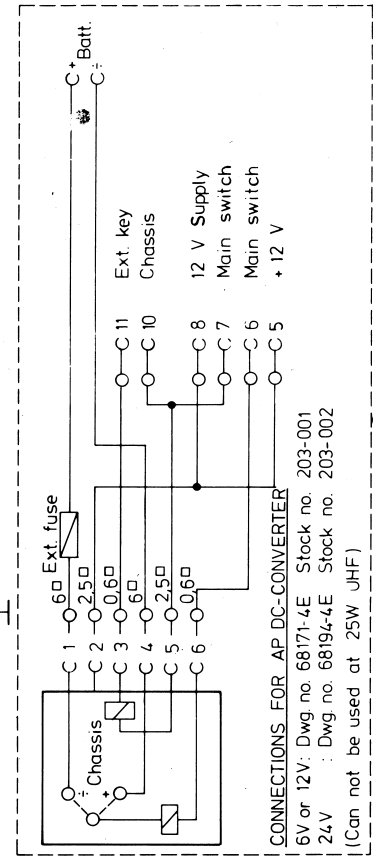 C + Batt.
C ÷
Ext. fuse
C 1 6□
C 2 2,5□
C 3 0,6□
C 4 6□
C 5 2,5□
C 6 0,6□
÷ Chassis
+
C 11 Ext. key
C 10 Chassis
C 8 12 V Supply
C 7 Main switch
C 6 Main switch
C 5 + 12 V
CONNECTIONS FOR AP DC-CONVERTER
6V or 12V: Dwg. no. 68171-4E Stock no. 203-001
24V : Dwg. no. 68194-4E Stock no. 203-002
(Can not be used at 25W UHF)